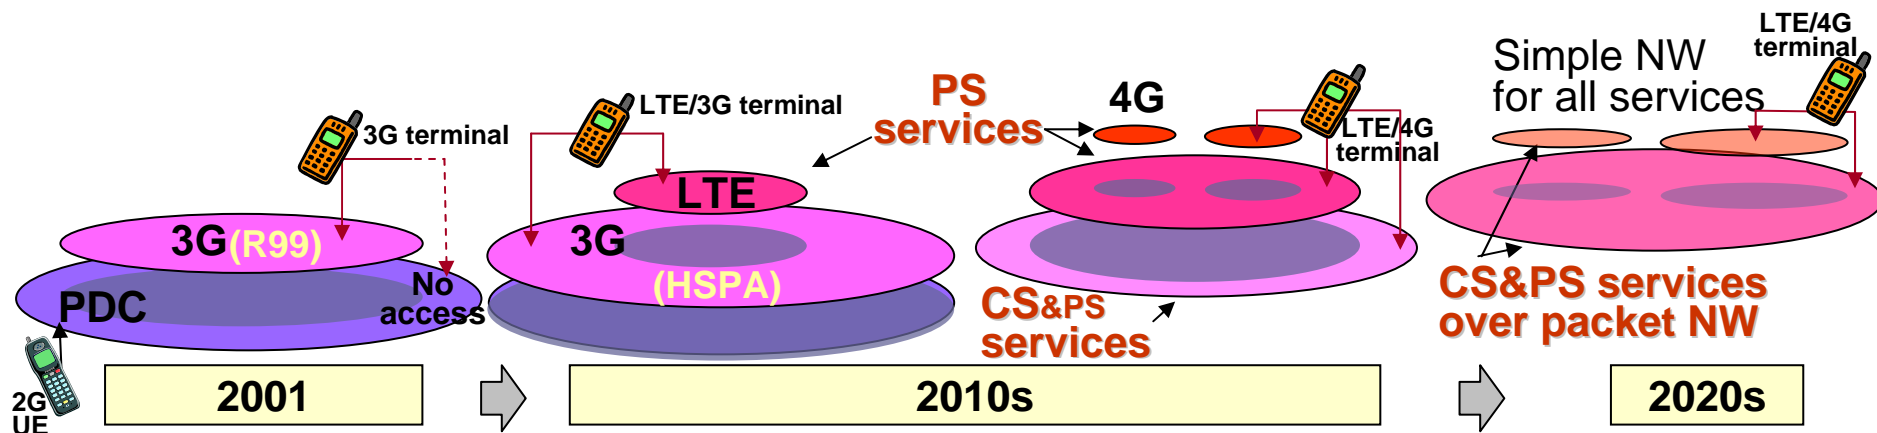 3G terminal
3G(R99)
PDC
No
access
2G
UE
2001
LTE/3G terminal
LTE
3G
(HSPA)
PS
services
4G
LTE/4G
terminal
CS&PS
services
2010s
Simple NW
for all services
LTE/4G
terminal
CS&PS services
over packet NW
2020s